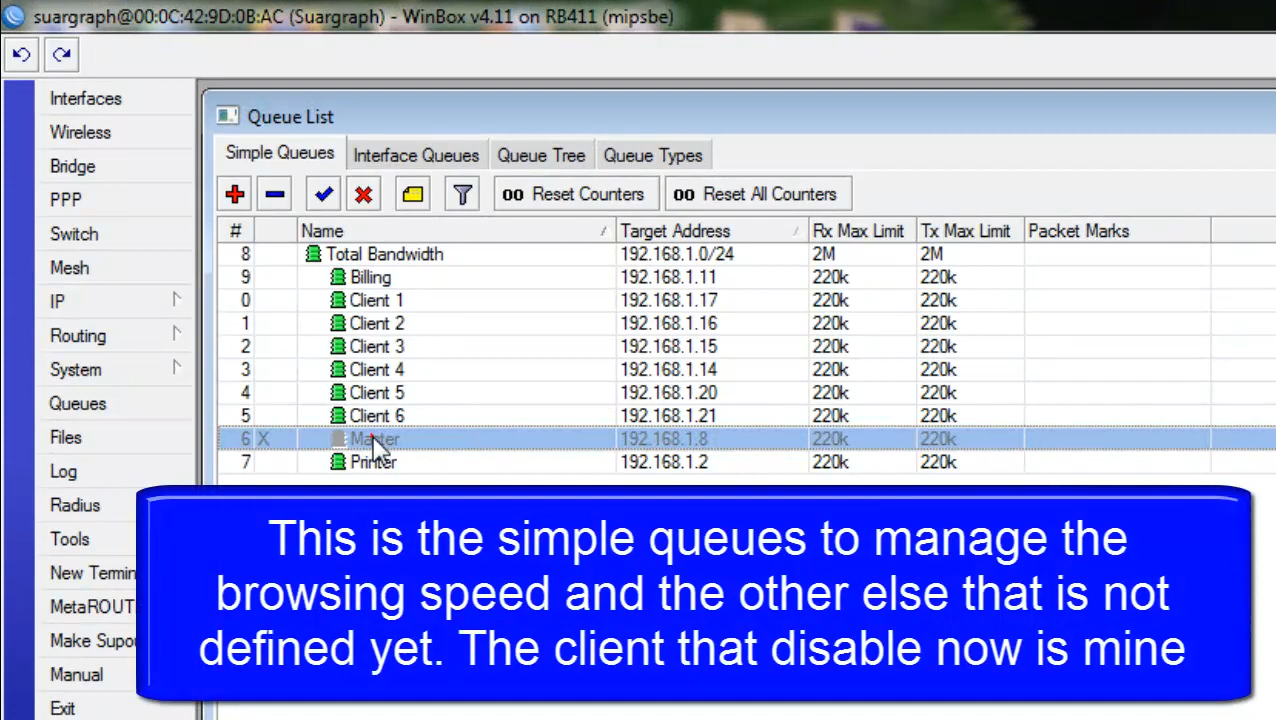 suargraph@00:0C:42:9D:0B:AC (Suargraph) - WinBox v4.11 on RB411 (mipsbe)
Interfaces
Wireless
Bridge
PPP
Switch
Mesh
IP
Routing
System
Queues
Files
Log
Radius
Tools
New Termin
MetaROUT
Make Supou
Manual
Exit
Queue List
Simple Queues Interface Queues Queue Tree Queue Types
00 Reset Counters 00 Reset All Counters
# Name Target Address Rx Max Limit Tx Max Limit Packet Marks
8 Total Bandwidth 192.168.1.0/24 2M 2M
9 Billing 192.168.1.11 220k 220k
0 Client 1 192.168.1.17 220k 220k
1 Client 2 192.168.1.16 220k 220k
2 Client 3 192.168.1.15 220k 220k
3 Client 4 192.168.1.14 220k 220k
4 Client 5 192.168.1.20 220k 220k
5 Client 6 192.168.1.21 220k 220k
6 X Master 192.168.1.8 220k 220k
7 Printer 192.168.1.2 220k 220k
This is the simple queues to manage the
browsing speed and the other else that is not
defined yet. The client that disable now is mine